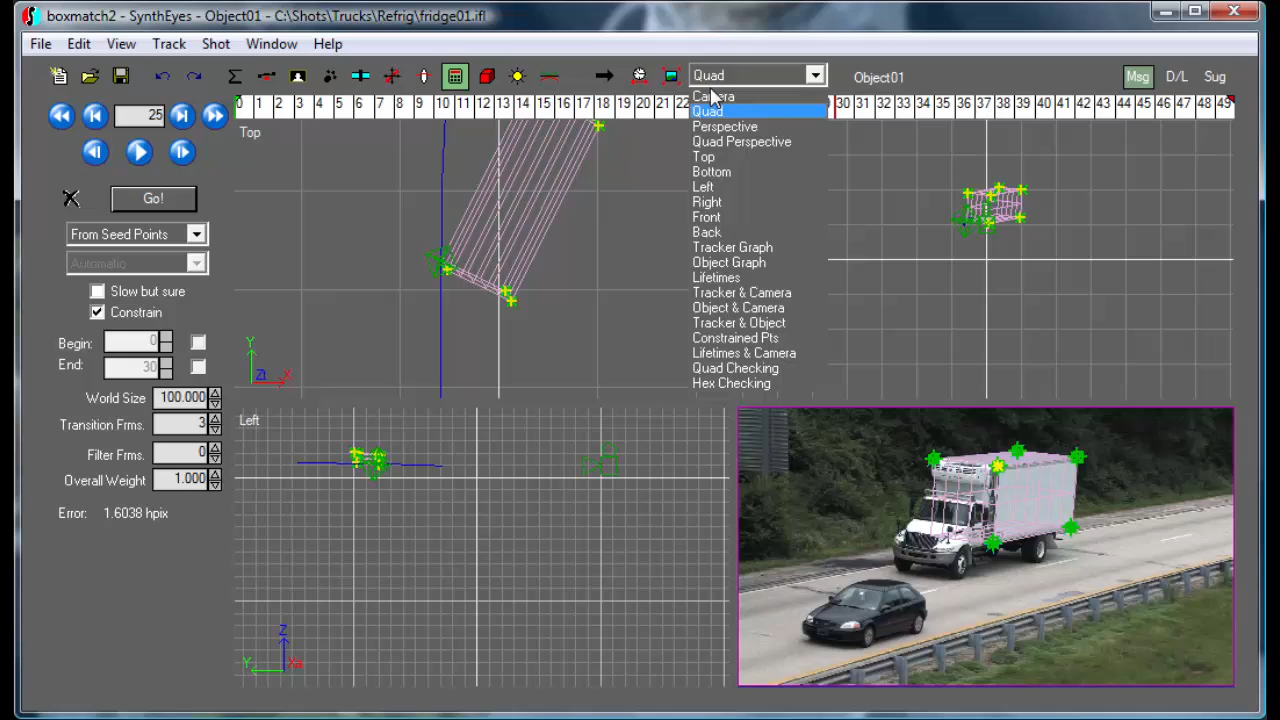 boxmatch2 - SynthEyes - Object01 - C:\Shots\Trucks\Refrig\fridge01.ifl
File Edit View Track Shot Window Help
Quad
Object01
Msg D/L Sug
25
0 1 2 3 4 5 6 7 8 9 10 11 12 13 14 15 16 17 18 19 20 21 22 30 31 32 33 34 35 36 37 38 39 40 41 42 43 44 45 46 47 48 49
Camera
Quad
Perspective
Quad Perspective
Top
Bottom
Left
Right
Front
Back
Tracker Graph
Object Graph
Lifetimes
Tracker & Camera
Object & Camera
Tracker & Object
Constrained Pts
Lifetimes & Camera
Quad Checking
Hex Checking
Go!
From Seed Points
Automatic
Slow but sure
Constrain
Begin: 0
End: 30
World Size 100.000
Transition Frms. 3
Filter Frms. 0
Overall Weight 1.000
Error: 1.6038 hpix
Top
Y
X
Left
Z
Y